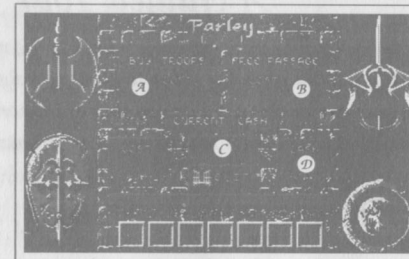 Parley
BUY TROOPS FREE PASSAGE
A B
CURRENT CASH
C
D